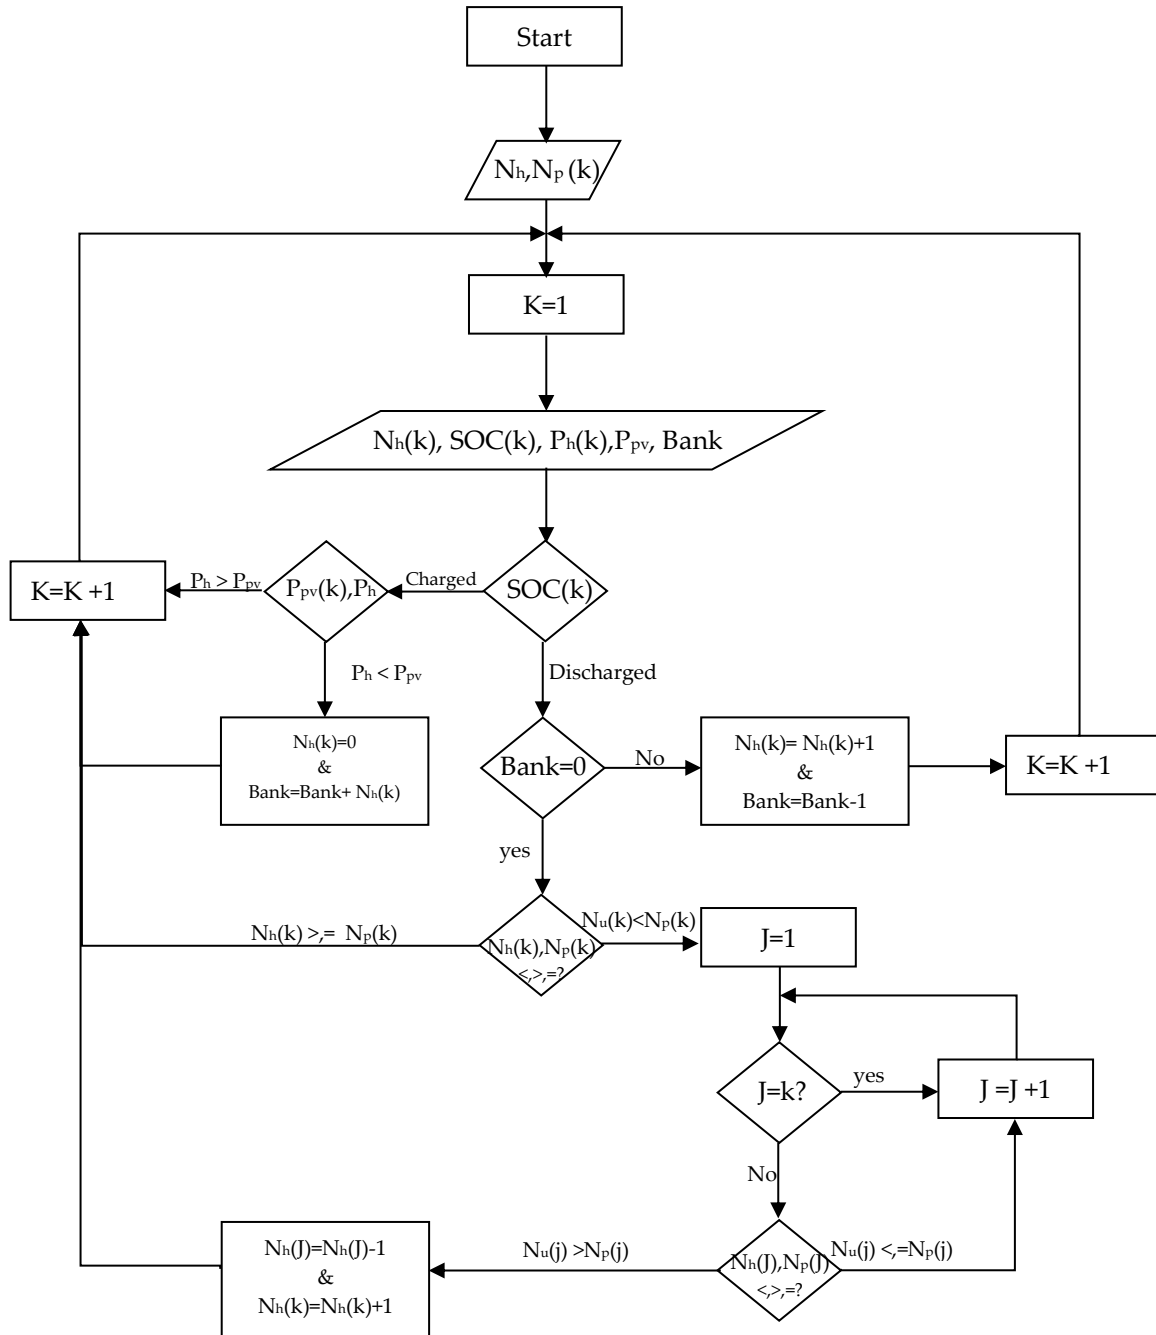 Start
Nh,Np (k)
K=1
Nh(k), SOC(k), Ph(k),Ppv, Bank
K=K +1
Ph > Ppv
Ppv(k),Ph
Charged
SOC(k)
Ph < Ppv
Discharged
Nh(k)=0
&
Bank=Bank+ Nh(k)
Bank=0
No
Nh(k)= Nh(k)+1
&
Bank=Bank-1
K=K +1
yes
Nh(k) >,= Np(k)
Nh(k),Np(k)
<,>,=?
Nu(k)<Np(k)
J=1
J=k?
yes
J =J +1
No
Nh(J)=Nh(J)-1
&
Nh(k)=Nh(k)+1
Nu(j) >Np(j)
Nh(J),Np(J)
<,>,=?
Nu(j) <,=Np(j)